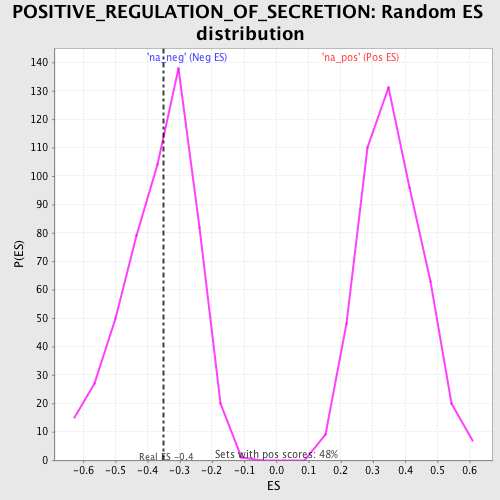 POSITIVE_REGULATION_OF_SECRETION: Random ES
distribution
'na_neg' (Neg ES)
'na_pos' (Pos ES)
140
130
120
110
100
90
80
70
60
50
40
30
20
10
0
P(ES)
Real ES -0.4
Sets with pos scores: 48%
-0.6 -0.5 -0.4 -0.3 -0.2 -0.1 0.0 0.1 0.2 0.3 0.4 0.5 0.6
ES